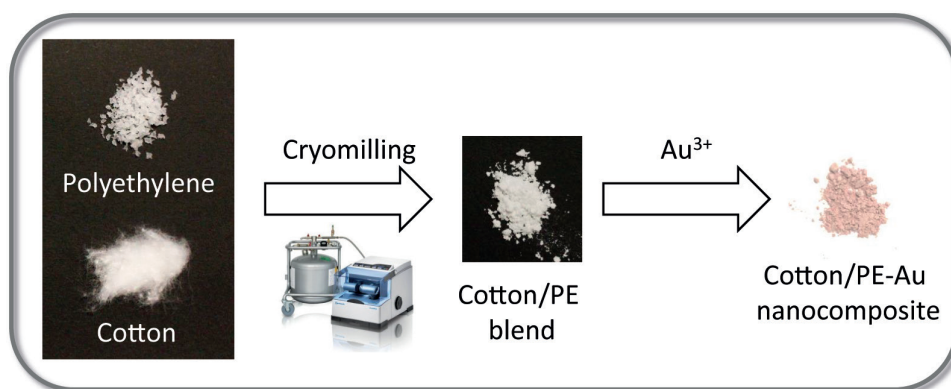 Polyethylene
Cotton
Cryomilling
Cotton/PE
blend
Au³⁺
Cotton/PE-Au
nanocomposite